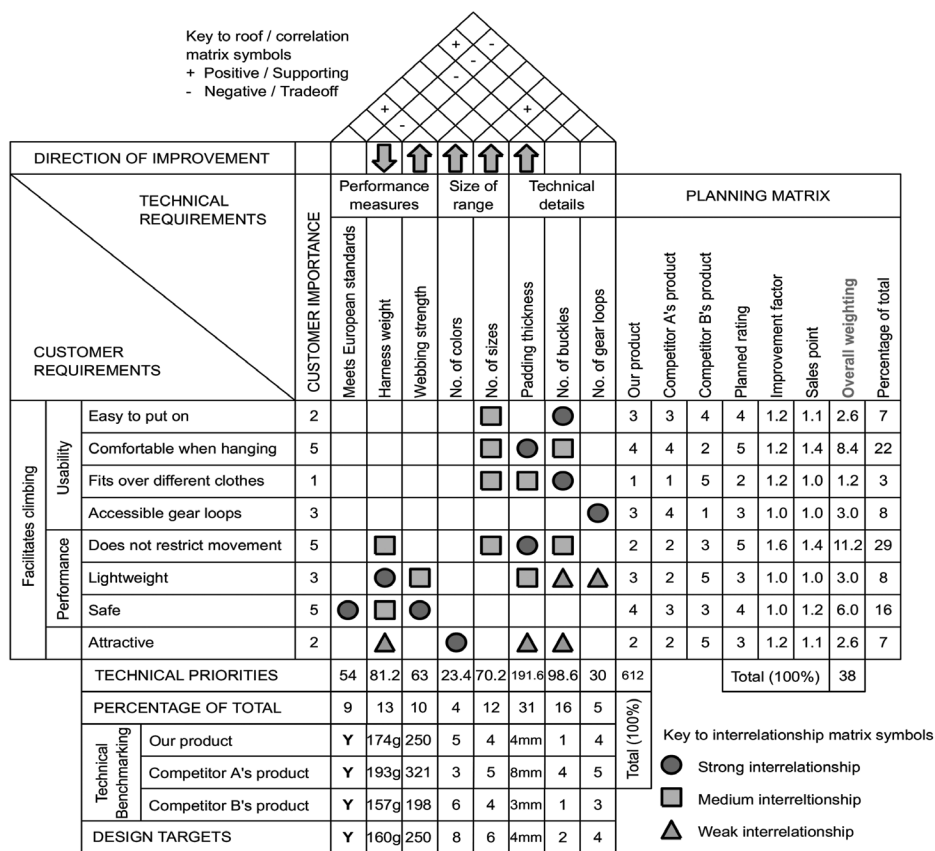 Key to roof / correlation
matrix symbols
+ Positive / Supporting
- Negative / Tradeoff
+ -
-
-
+ +
-
DIRECTION OF IMPROVEMENT
TECHNICAL
REQUIREMENTS
CUSTOMER
REQUIREMENTS
CUSTOMER IMPORTANCE
Performance
measures
Size of
range
Technical
details
PLANNING MATRIX
Meets European standards
Harness weight
Webbing strength
No. of colors
No. of sizes
Padding thickness
No. of buckles
No. of gear loops
Our product
Competitor A's product
Competitor B's product
Planned rating
Improvement factor
Sales point
Overall weighting
Percentage of total
Facilitates climbing
Usability
Easy to put on 2 3 3 4 4 1.2 1.1 2.6 7
Comfortable when hanging 5 4 4 2 5 1.2 1.4 8.4 22
Fits over different clothes 1 1 1 5 2 1.2 1.0 1.2 3
Accessible gear loops 3 3 4 1 3 1.0 1.0 3.0 8
Performance
Does not restrict movement 5 2 2 3 5 1.6 1.4 11.2 29
Lightweight 3 3 2 5 3 1.0 1.0 3.0 8
Safe 5 4 3 3 4 1.0 1.2 6.0 16
Attractive 2 2 2 5 3 1.2 1.1 2.6 7
TECHNICAL PRIORITIES 54 81.2 63 23.4 70.2 191.6 98.6 30 612 Total (100%) 38
PERCENTAGE OF TOTAL 9 13 10 4 12 31 16 5
Total (100%)
Technical
Benchmarking
Our product Y 174g 250 5 4 4mm 1 4
Competitor A's product Y 193g 321 3 5 8mm 4 5
Competitor B's product Y 157g 198 6 4 3mm 1 3
DESIGN TARGETS Y 160g 250 8 6 4mm 2 4
Key to interrelationship matrix symbols
Strong interrelationship
Medium interreltionship
Weak interrelationship